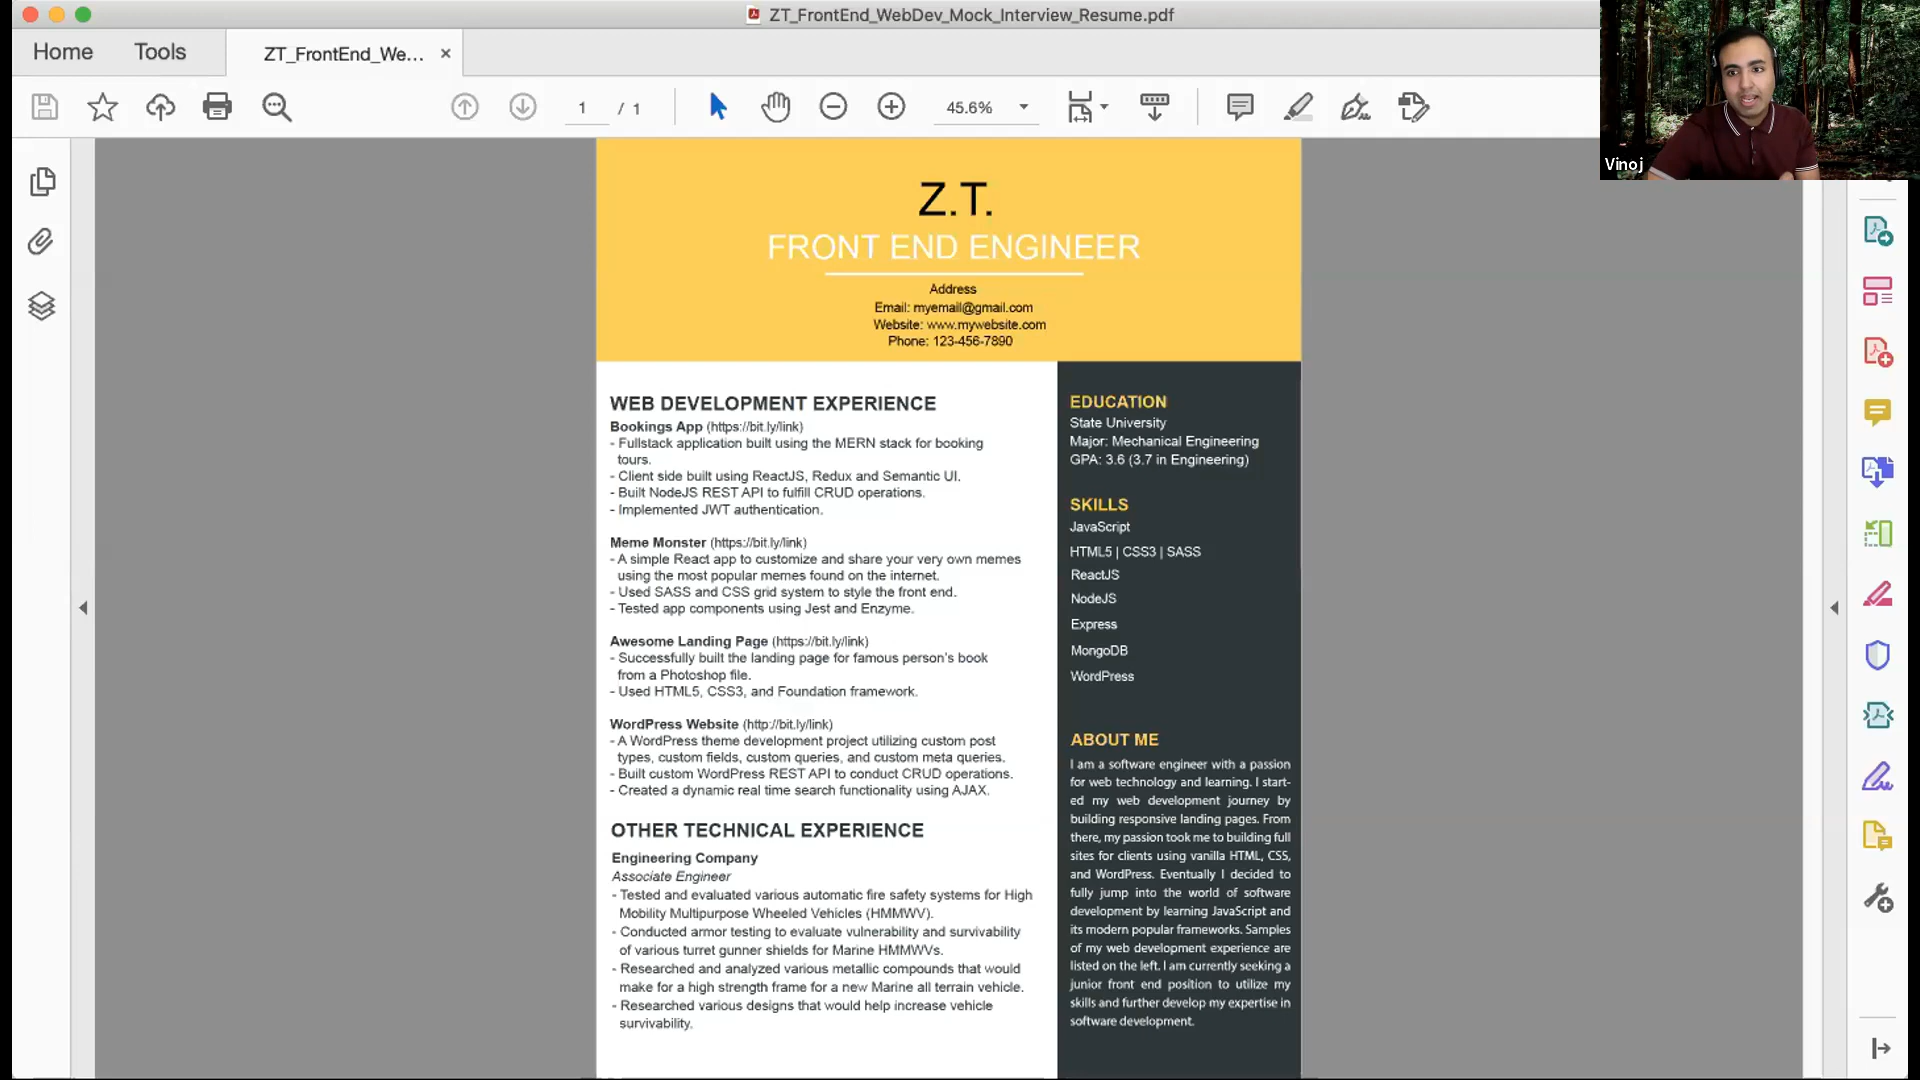 ZT_FrontEnd_WebDev_Mock_Interview_Resume.pdf
Home
Tools
ZT_FrontEnd_We...
1
/ 1
45.6%
Vinoj
Z.T.
FRONT END ENGINEER
Address
Email: myemail@gmail.com
Website: www.mywebsite.com
Phone: 123-456-7890
WEB DEVELOPMENT EXPERIENCE
Bookings App (https://bit.ly/link)
- Fullstack application built using the MERN stack for booking
tours.
- Client side built using ReactJS, Redux and Semantic UI.
- Built NodeJS REST API to fulfill CRUD operations.
- Implemented JWT authentication.
Meme Monster (https://bit.ly/link)
- A simple React app to customize and share your very own memes
using the most popular memes found on the internet.
- Used SASS and CSS grid system to style the front end.
- Tested app components using Jest and Enzyme.
Awesome Landing Page (https://bit.ly/link)
- Successfully built the landing page for famous person's book
from a Photoshop file.
- Used HTML5, CSS3, and Foundation framework.
WordPress Website (http://bit.ly/link)
- A WordPress theme development project utilizing custom post
types, custom fields, custom queries, and custom meta queries.
- Built custom WordPress REST API to conduct CRUD operations.
- Created a dynamic real time search functionality using AJAX.
OTHER TECHNICAL EXPERIENCE
Engineering Company
Associate Engineer
- Tested and evaluated various automatic fire safety systems for High
Mobility Multipurpose Wheeled Vehicles (HMMWV).
- Conducted armor testing to evaluate vulnerability and survivability
of various turret gunner shields for Marine HMMWVs.
- Researched and analyzed various metallic compounds that would
make for a high strength frame for a new Marine all terrain vehicle.
- Researched various designs that would help increase vehicle
survivability.
EDUCATION
State University
Major: Mechanical Engineering
GPA: 3.6 (3.7 in Engineering)
SKILLS
JavaScript
HTML5 | CSS3 | SASS
ReactJS
NodeJS
Express
MongoDB
WordPress
ABOUT ME
I am a software engineer with a passion
for web technology and learning. I start-
ed my web development journey by
building responsive landing pages. From
there, my passion took me to building full
sites for clients using vanilla HTML, CSS,
and WordPress. Eventually I decided to
fully jump into the world of software
development by learning JavaScript and
its modern popular frameworks. Samples
of my web development experience are
listed on the left. I am currently seeking a
junior front end position to utilize my
skills and further develop my expertise in
software development.